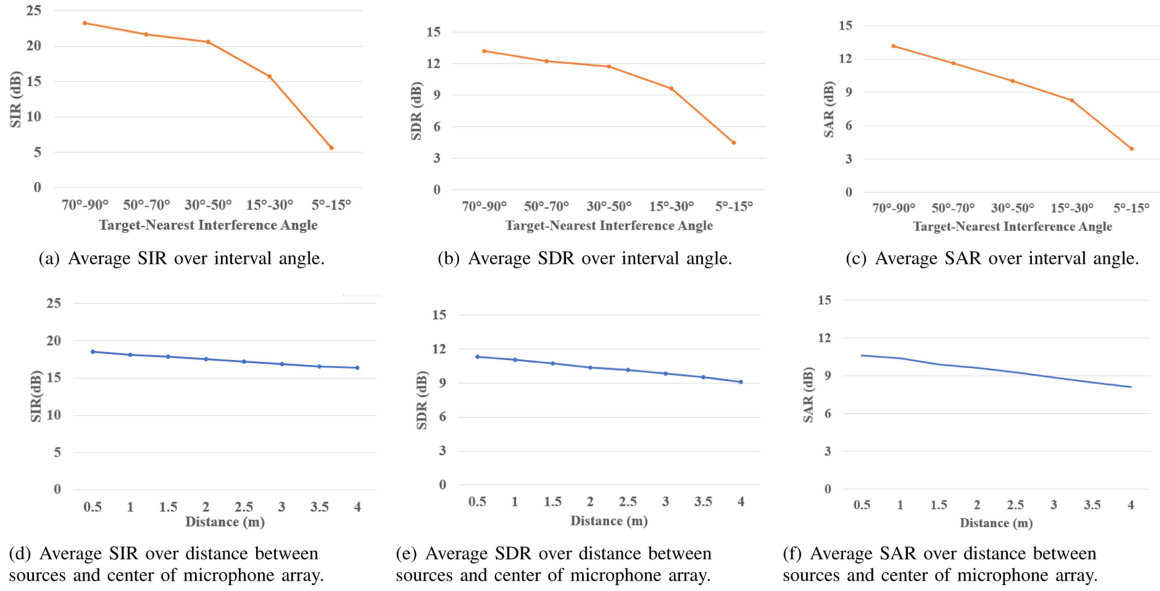 25
20
15
10
5
0
SIR (dB)
70°-90° 50°-70° 30°-50° 15°-30° 5°-15°
Target-Nearest Interference Angle
(a) Average SIR over interval angle.
15
12
9
6
3
0
SDR (dB)
70°-90° 50°-70° 30°-50° 15°-30° 5°-15°
Target-Nearest Interference Angle
(b) Average SDR over interval angle.
15
12
9
6
3
0
SAR (dB)
70°-90° 50°-70° 30°-50° 15°-30° 5°-15°
Target-Nearest Interference Angle
(c) Average SAR over interval angle.
25
20
15
10
5
0
SIR(dB)
0.5 1 1.5 2 2.5 3 3.5 4
Distance (m)
(d) Average SIR over distance between
sources and center of microphone array.
15
12
9
6
3
0
SDR (dB)
0.5 1 1.5 2 2.5 3 3.5 4
Distance (m)
(e) Average SDR over distance between
sources and center of microphone array.
15
12
9
6
3
0
SAR (dB)
0.5 1 1.5 2 2.5 3 3.5 4
Distance (m)
(f) Average SAR over distance between
sources and center of microphone array.